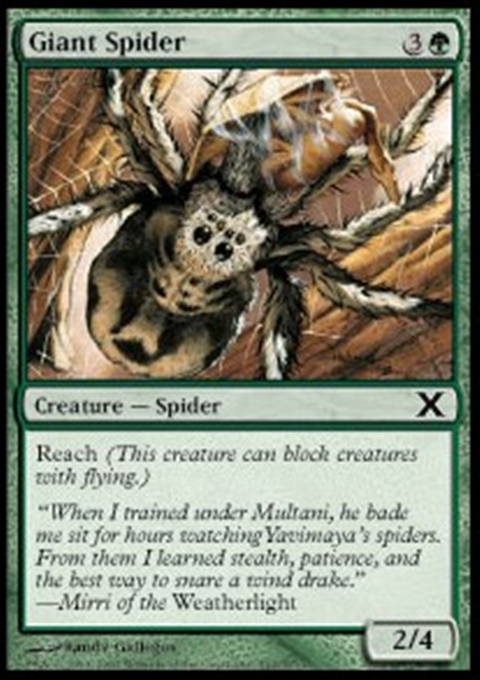 Giant Spider 3
Creature — Spider X
Reach (This creature can block creatures
with flying.)
“When I trained under Multani, he bade
me sit for hours watching Yavimaya’s spiders.
From them I learned stealth, patience, and
the best way to snare a wind drake.”
—Mirri of the Weatherlight
Randy Gallegos
2/4